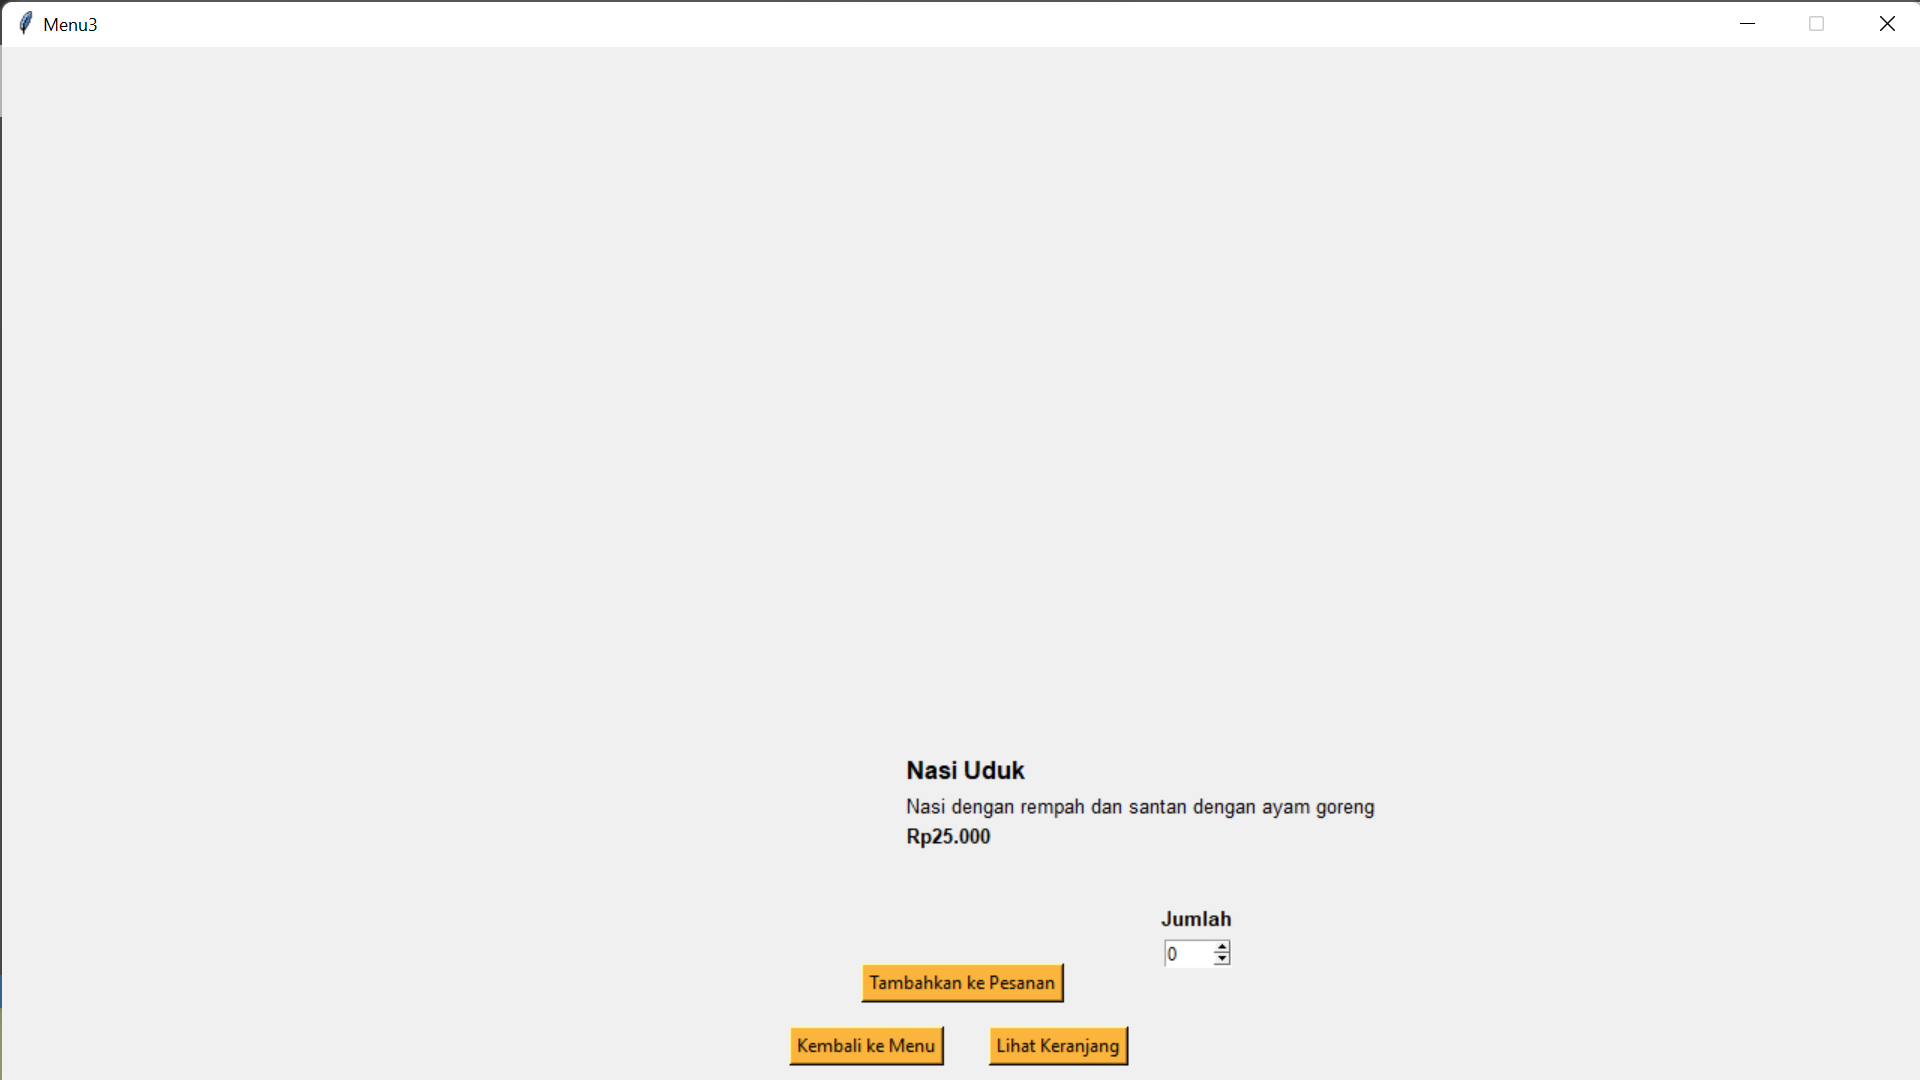 Menu3
Nasi Uduk
Nasi dengan rempah dan santan dengan ayam goreng
Rp25.000
Jumlah
0
Tambahkan ke Pesanan
Kembali ke Menu
Lihat Keranjang